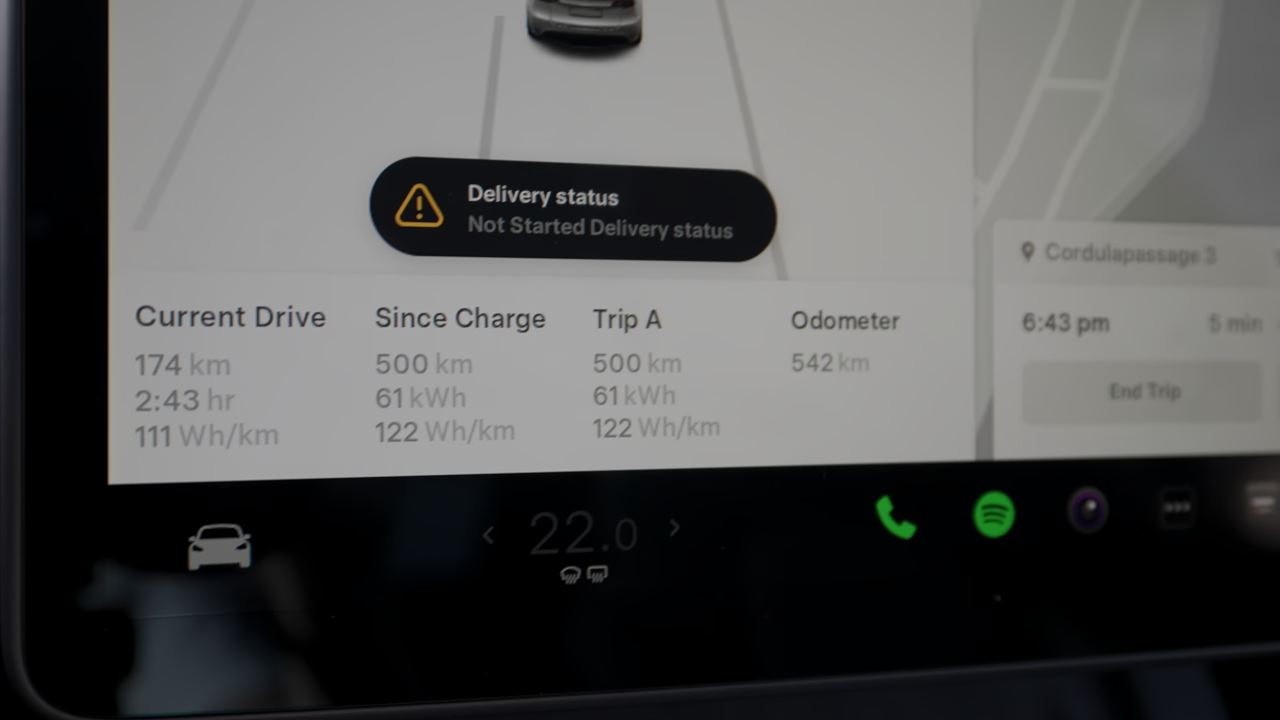 Delivery status
Not Started Delivery status
Current Drive
174 km
2:43 hr
111 Wh/km
Since Charge
500 km
61 kWh
122 Wh/km
Trip A
500 km
61 kWh
122 Wh/km
Odometer
542 km
Cordulapassage 3
6:43 pm 5 min
End Trip
22.0